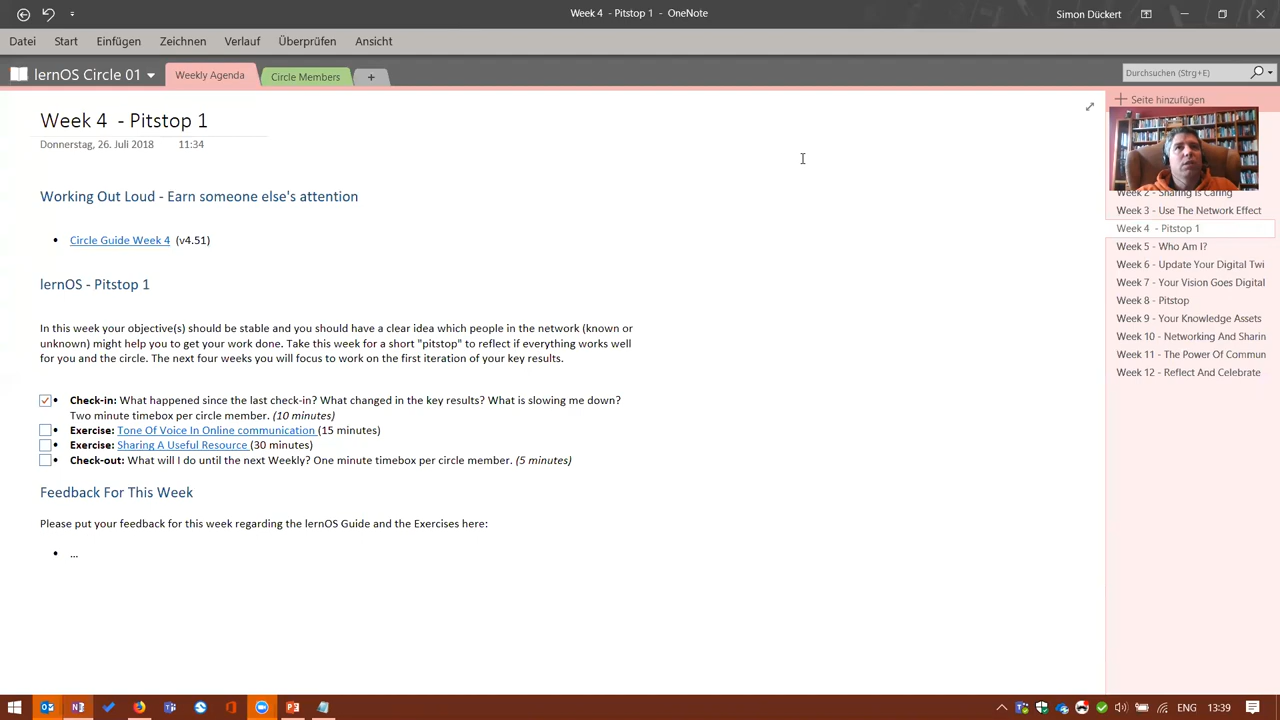 Week 4  - Pitstop 1  -  OneNote
Simon Dückert
Datei Start Einfügen Zeichnen Verlauf Überprüfen Ansicht
lernOS Circle 01
Weekly Agenda
Circle Members
+
Durchsuchen (Strg+E)
Week 4  - Pitstop 1
Donnerstag, 26. Juli 2018 11:34
Working Out Loud - Earn someone else's attention
• Circle Guide Week 4  (v4.51)
lernOS - Pitstop 1
In this week your objective(s) should be stable and you should have a clear idea which people in the network (known or
unknown) might help you to get your work done. Take this week for a short "pitstop" to reflect if everything works well
for you and the circle. The next four weeks you will focus to work on the first iteration of your key results.
• Check-in: What happened since the last check-in? What changed in the key results? What is slowing me down?
Two minute timebox per circle member. (10 minutes)
• Exercise: Tone Of Voice In Online communication (15 minutes)
• Exercise: Sharing A Useful Resource (30 minutes)
• Check-out: What will I do until the next Weekly? One minute timebox per circle member. (5 minutes)
Feedback For This Week
Please put your feedback for this week regarding the lernOS Guide and the Exercises here:
• ...
Seite hinzufügen
Week 2 - Sharing Is Caring
Week 3 - Use The Network Effect
Week 4  - Pitstop 1
Week 5 - Who Am I?
Week 6 - Update Your Digital Twi
Week 7 - Your Vision Goes Digital
Week 8 - Pitstop
Week 9 - Your Knowledge Assets
Week 10 - Networking And Sharin
Week 11 - The Power Of Commun
Week 12 - Reflect And Celebrate
ENG 13:39